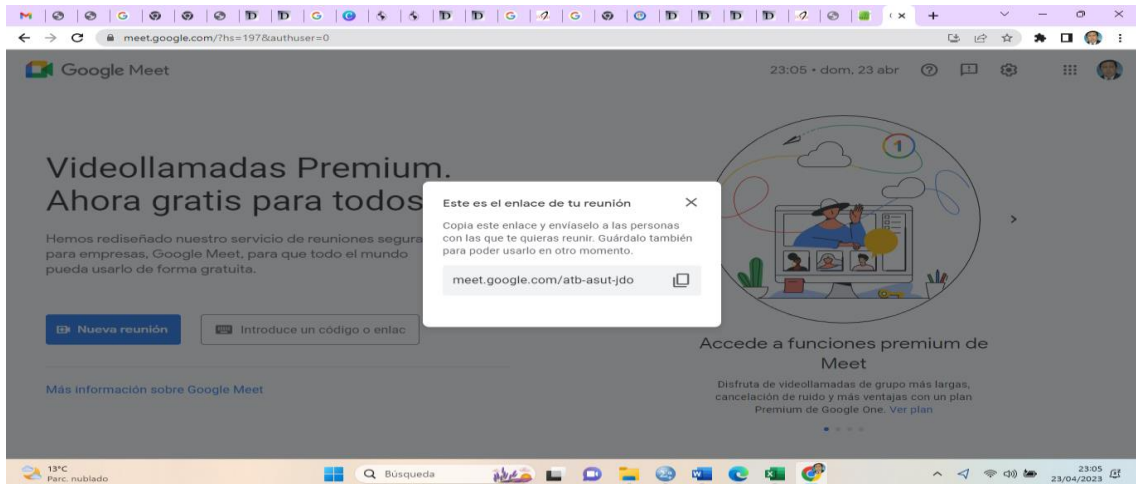 meet.google.com/?hs=197&authuser=0
Google Meet
23:05 • dom, 23 abr
Videollamadas Premium.
Ahora gratis para todos
Hemos rediseñado nuestro servicio de reuniones segura
para empresas, Google Meet, para que todo el mundo
pueda usarlo de forma gratuita.
Nueva reunión
Introduce un código o enlac
Más información sobre Google Meet
Este es el enlace de tu reunión
Copia este enlace y envíaselo a las personas
con las que te quieras reunir. Guárdalo también
para poder usarlo en otro momento.
meet.google.com/atb-asut-jdo
1
Accede a funciones premium de
Meet
Disfruta de videollamadas de grupo más largas,
cancelación de ruido y más ventajas con un plan
Premium de Google One. Ver plan
13°C
Parc. nublado
Búsqueda
23:05
23/04/2023